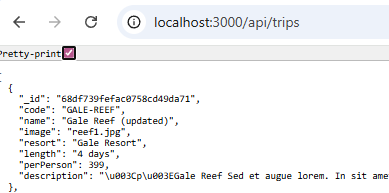 localhost:3000/api/trips
Pretty-print
[
{
"_id": "68df739fefac0758cd49da71",
"code": "GALE-REEF",
"name": "Gale Reef (updated)",
"image": "reef1.jpg",
"resort": "Gale Resort",
"length": "4 days",
"perPerson": 399,
"description": "\u003Cp\u003EGale Reef Sed et augue lorem. In sit am
},